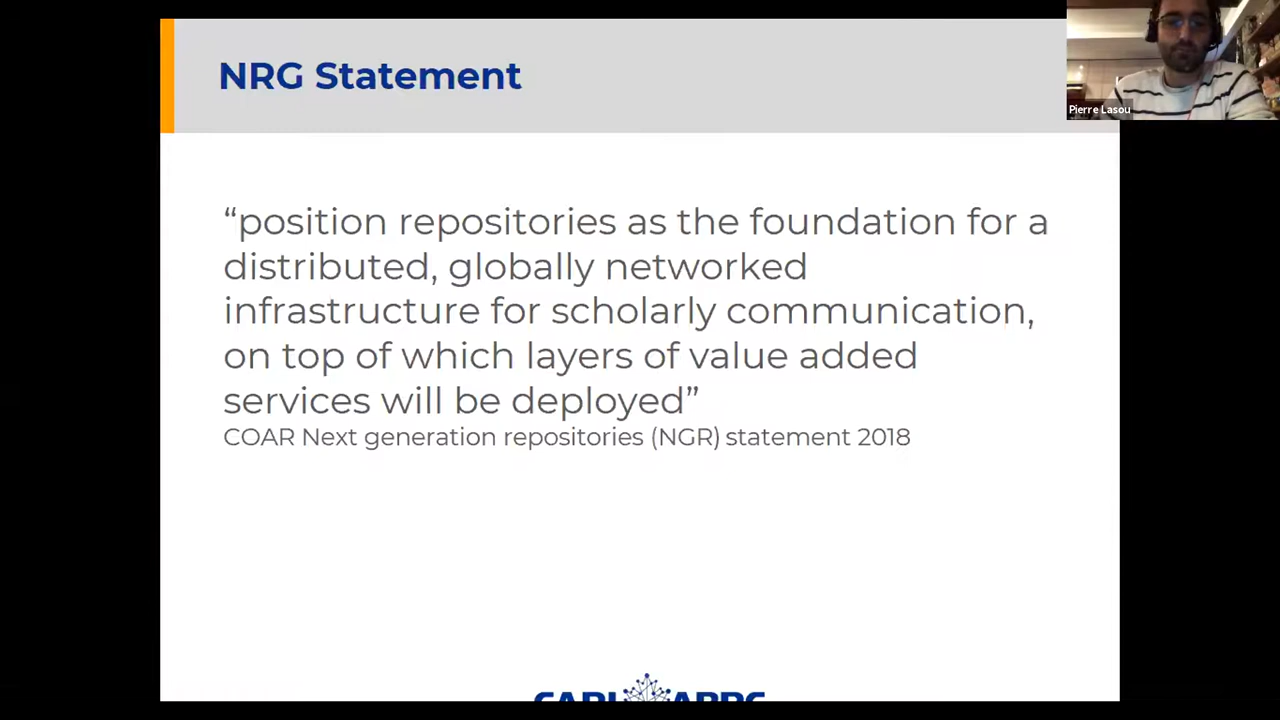 NRG Statement
Pierre Lasou
“position repositories as the foundation for a
distributed, globally networked
infrastructure for scholarly communication,
on top of which layers of value added
services will be deployed”
COAR Next generation repositories (NGR) statement 2018